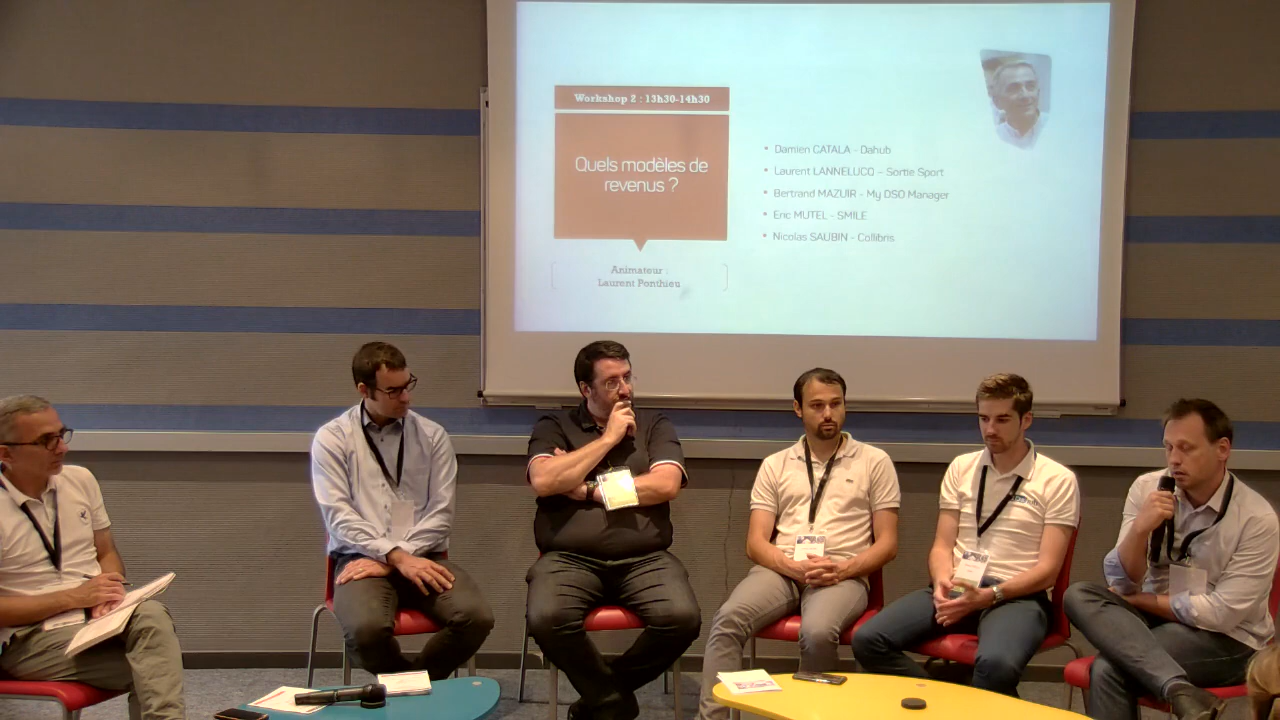 Workshop 2 : 13h30-14h30
Quels modèles de
revenus ?
Animateur :
Laurent Ponthieu
• Damien CATALA - Dahub
• Laurent LANNELUCQ - Sortie Sport
• Bertrand MAZUIR - My DSO Manager
• Eric MUTEL - SMILE
• Nicolas SAUBIN - Collibris